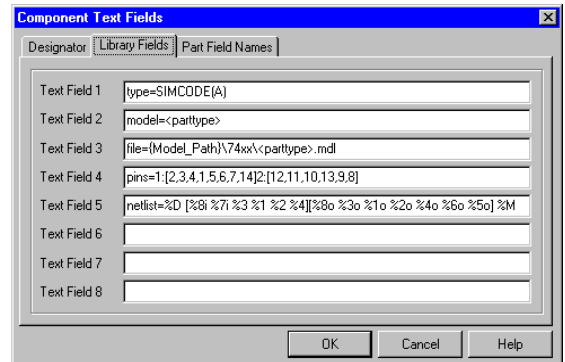 Component Text Fields
Designator Library Fields Part Field Names
Text Field 1 type=SIMCODE(A)
Text Field 2 model=<parttype>
Text Field 3 file={Model_Path}\74xx\<parttype>.mdl
Text Field 4 pins=1:[2,3,4,1,5,6,7,14]2:[12,11,10,13,9,8]
Text Field 5 netlist=%D [%8i %7i %3 %1 %2 %4][%8o %3o %1o %2o %4o %6o %5o] %M
Text Field 6
Text Field 7
Text Field 8
OK Cancel Help